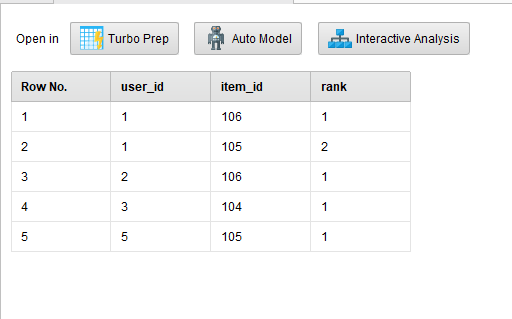 Open in Turbo Prep Auto Model Interactive Analysis
Row No. user_id item_id rank
1 1 106 1
2 1 105 2
3 2 106 1
4 3 104 1
5 5 105 1